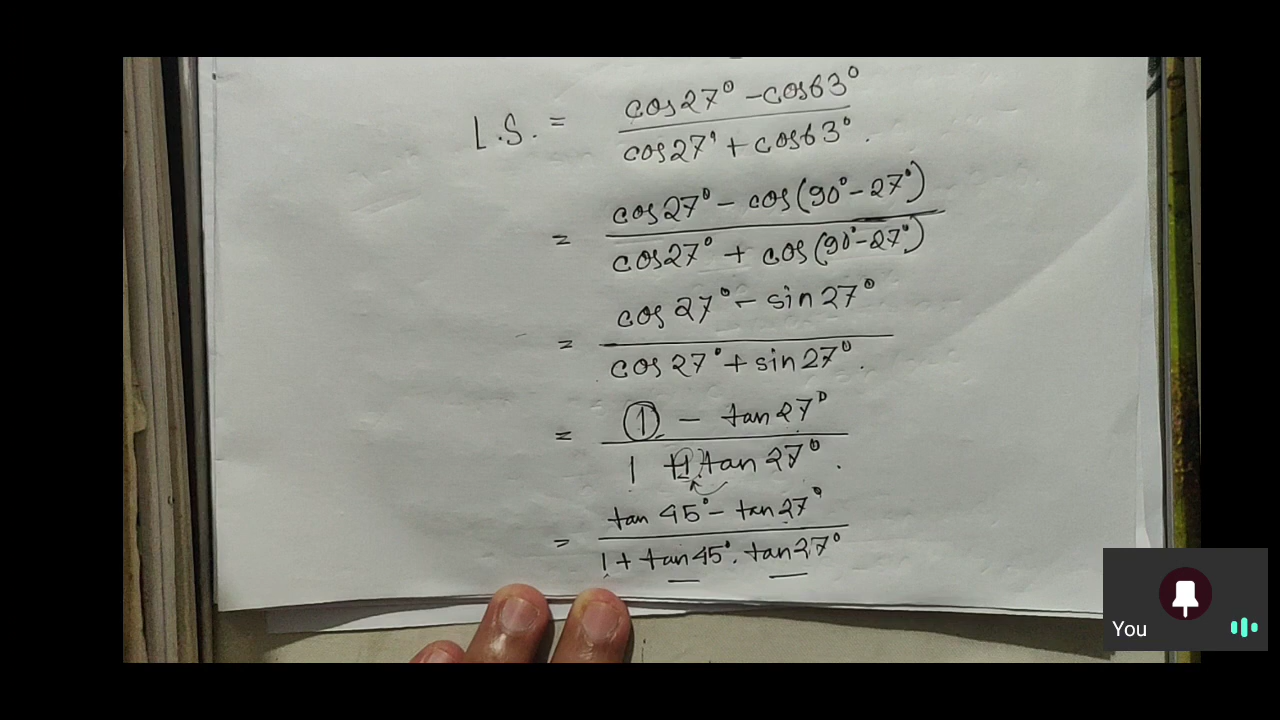 L.S. = cos27° - cos63°
cos27° + cos63°.
= cos27° - cos(90° - 27°)
cos27° + cos(90° - 27°)
= cos27° - sin27°
cos27° + sin27°.
= 1 - tan27°
1 + 1.tan27°.
= tan45° - tan27°
1 + tan45°. tan27°
You